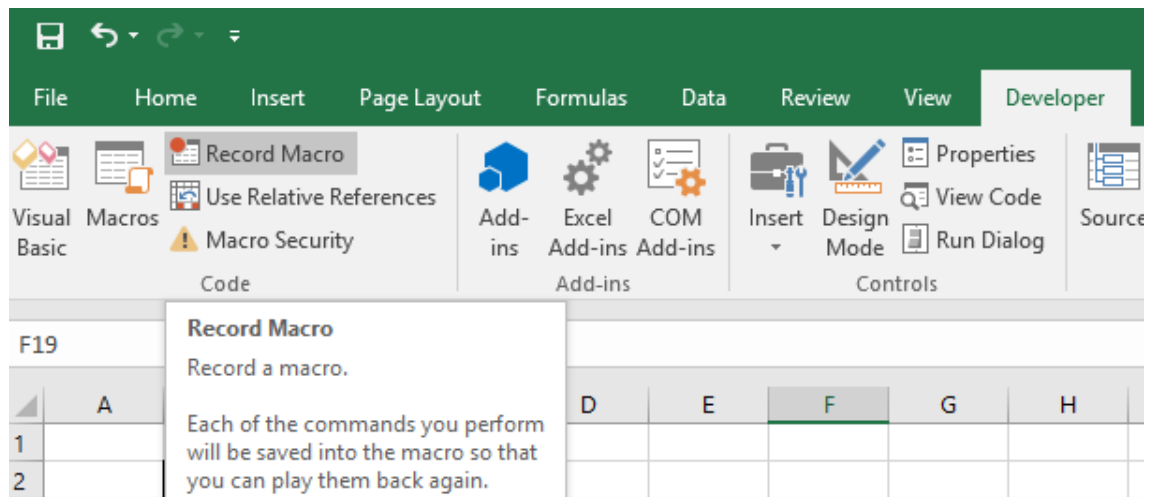 File Home Insert Page Layout Formulas Data Review View Developer
Record Macro Properties
Use Relative References View Code
Visual Macros Add- Excel COM Insert Design Source
Basic Macro Security ins Add-ins Add-ins Mode Run Dialog
Code Add-ins Controls
Record Macro
F19
Record a macro.
A D E F G H
Each of the commands you perform
1
will be saved into the macro so that
2
you can play them back again.